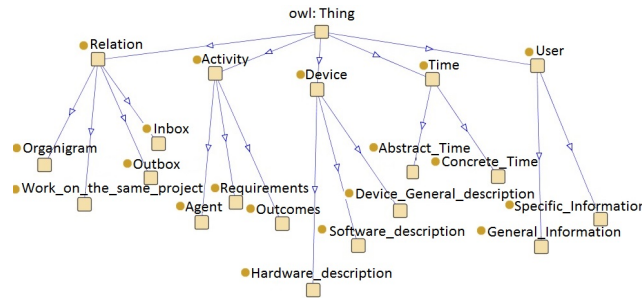 owl: Thing
Relation
Activity
Device
Time
User
Inbox
Organigram
Outbox
Abstract_Time
Concrete_Time
Work_on_the_same_project
Requirements
Device_General_description
Agent
Outcomes
Specific_Information
Software_description
General_Information
Hardware_description